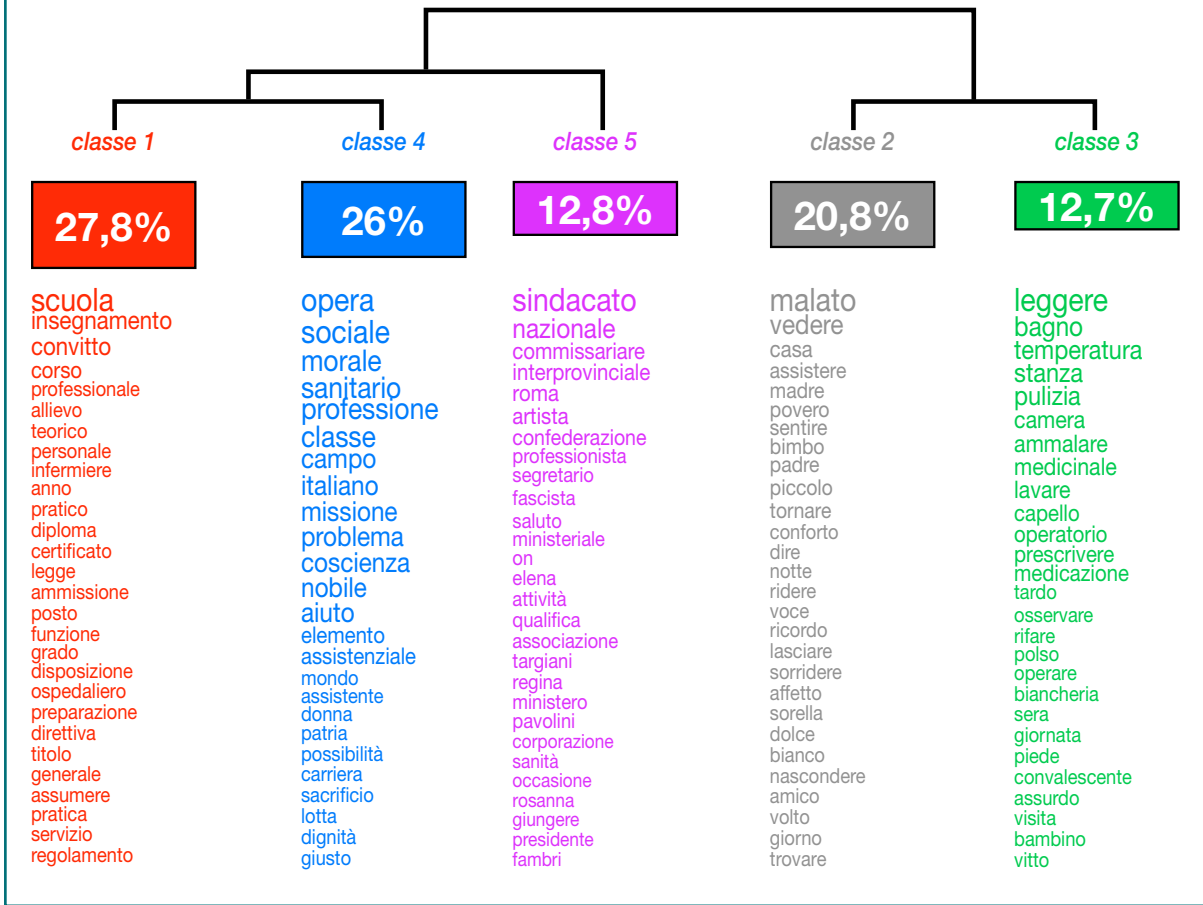 classe 1
classe 4
classe 5
classe 2
classe 3
27,8%
26%
12,8%
20,8%
12,7%
scuola
insegnamento
convitto
corso
professionale
allievo
teorico
personale
infermiere
anno
pratico
diploma
certificato
legge
ammissione
posto
funzione
grado
disposizione
ospedaliero
preparazione
direttiva
titolo
generale
assumere
pratica
servizio
regolamento
opera
sociale
morale
sanitario
professione
classe
campo
italiano
missione
problema
coscienza
nobile
aiuto
elemento
assistenziale
mondo
assistente
donna
patria
possibilità
carriera
sacrificio
lotta
dignità
giusto
sindacato
nazionale
commissariare
interprovinciale
roma
artista
confederazione
professionista
segretario
fascista
saluto
ministeriale
on
elena
attività
qualifica
associazione
targiani
regina
ministero
pavolini
corporazione
sanità
occasione
rosanna
giungere
presidente
fambri
malato
vedere
casa
assistere
madre
povero
sentire
bimbo
padre
piccolo
tornare
conforto
dire
notte
ridere
voce
ricordo
lasciare
sorridere
affetto
sorella
dolce
bianco
nascondere
amico
volto
giorno
trovare
leggere
bagno
temperatura
stanza
pulizia
camera
ammalare
medicinale
lavare
capello
operatorio
prescrivere
medicazione
tardo
osservare
rifare
polso
operare
biancheria
sera
giornata
piede
convalescente
assurdo
visita
bambino
vitto